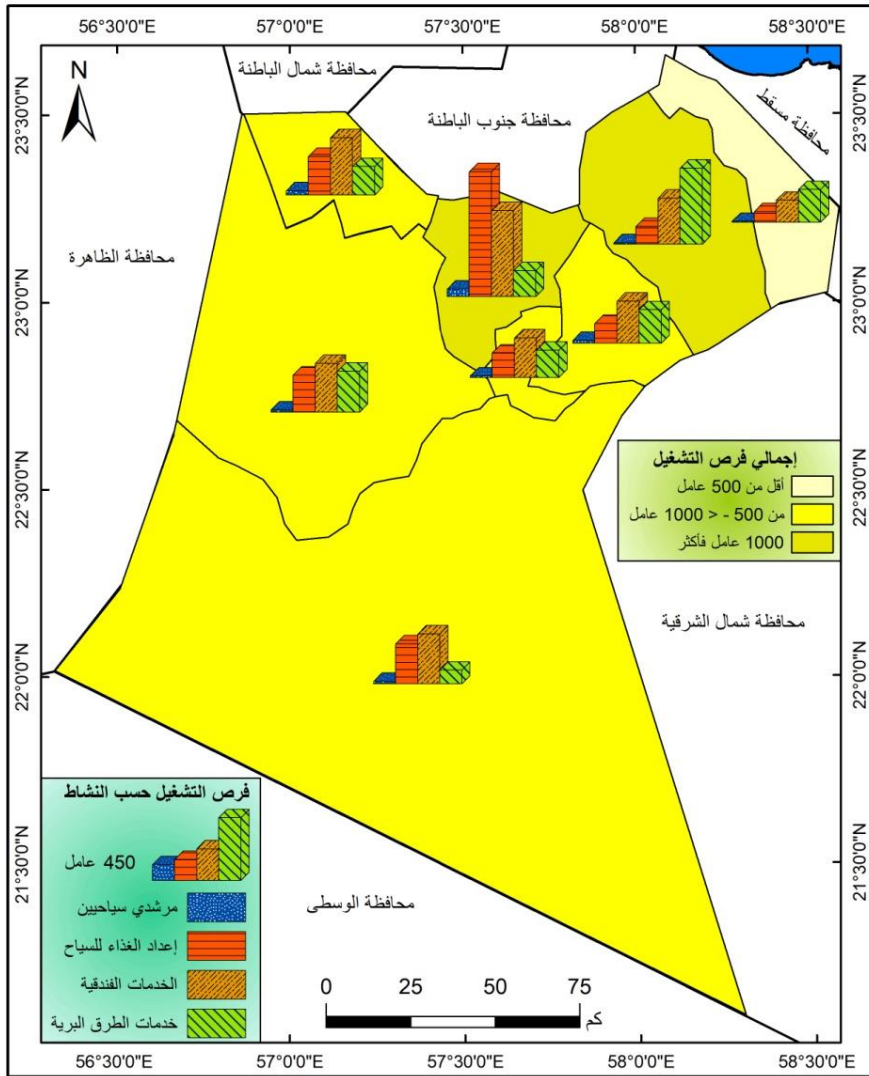 56°30'0"E 57°0'0"E 57°30'0"E 58°0'0"E 58°30'0"E
N
محافظة شمال الباطنة
محافظة جنوب الباطنة
محافظة مسقط
محافظة الظاهرة
محافظة شمال الشرقية
محافظة الوسطى
23°30'0"N
23°0'0"N
22°30'0"N
22°0'0"N
21°30'0"N
23°30'0"N
23°0'0"N
22°30'0"N
22°0'0"N
21°30'0"N
إجمالي فرص التشغيل
أقل من 500 عامل
من 500 - < 1000 عامل
1000 عامل فأكثر
فرص التشغيل حسب النشاط
450 عامل
مرشدي سياحيين
إعداد الغذاء للسياح
الخدمات الفندقية
خدمات الطرق البرية
0 25 50 75
كم
56°30'0"E 57°0'0"E 57°30'0"E 58°0'0"E 58°30'0"E